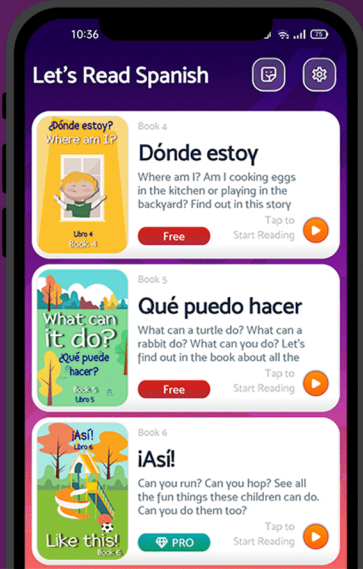 10:36
75
Let's Read Spanish
¿Dónde estoy?
Where am I?
Libro 4
Book 4
Book 4
Dónde estoy
Where am I? Am I cooking eggs
in the kitchen or playing in the
backyard? Find out in this story
Free
Tap to
Start Reading
What can
it do?
¿Qué puede
hacer?
Book 5
Libro 5
Book 5
Qué puedo hacer
What can a turtle do? What can a
rabbit do? What can you do? Let's
find out in the book about all the
Free
Tap to
Start Reading
¡Así!
Libro 6
Like this!
Book 6
Book 6
¡Así!
Can you run? Can you hop? See all
the fun things these children can do.
Can you do them too?
PRO
Tap to
Start Reading